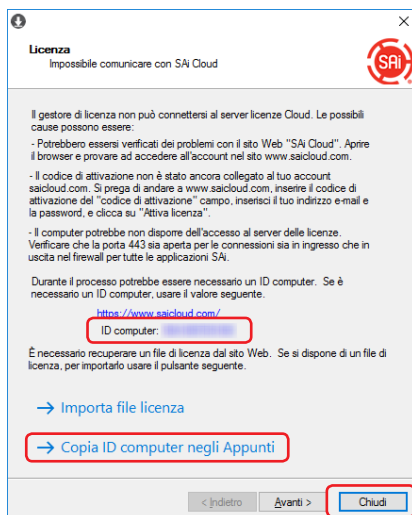 Licenza
Impossibile comunicare con SAi Cloud
SAi
Il gestore di licenza non può connettersi al server licenze Cloud. Le possibili
cause possono essere:
- Potrebbero essersi verificati dei problemi con il sito Web "SAi Cloud". Aprire
il browser e provare ad accedere all'account nel sito www.saicloud.com.
- Il codice di attivazione non è stato ancora collegato al tuo account
saicloud.com. Si prega di andare a www.saicloud.com, inserire il codice di
attivazione del "codice di attivazione" campo, inserisci il tuo indirizzo e-mail e
la password, e clicca su "Attiva licenza".
- Il computer potrebbe non disporre dell'accesso al server delle licenze.
Verificare che la porta 443 sia aperta per le connessioni sia in ingresso che in
uscita nel firewall per tutte le applicazioni SAi.
Durante il processo potrebbe essere necessario un ID computer. Se è
necessario un ID computer, usare il valore seguente.
https://www.saicloud.com/
ID computer:
È necessario recuperare un file di licenza dal sito Web. Se si dispone di un file di
licenza, per importarlo usare il pulsante seguente.
→ Importa file licenza
→ Copia ID computer negli Appunti
< Indietro
Avanti >
Chiudi